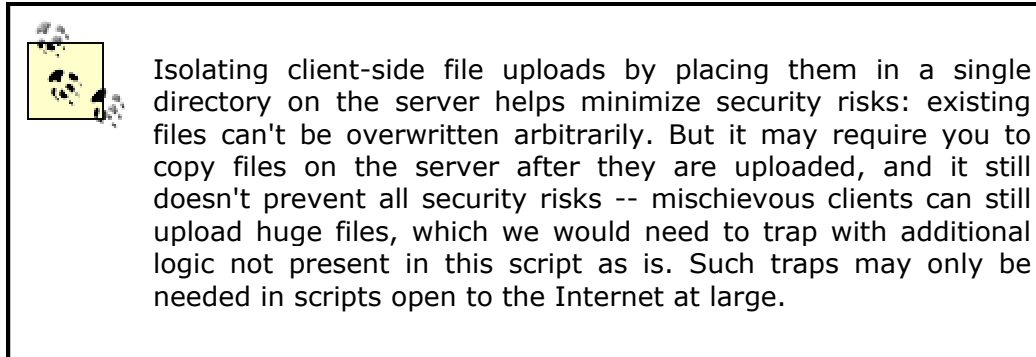 Isolating client-side file uploads by placing them in a single
directory on the server helps minimize security risks: existing
files can't be overwritten arbitrarily. But it may require you to
copy files on the server after they are uploaded, and it still
doesn't prevent all security risks -- mischievous clients can still
upload huge files, which we would need to trap with additional
logic not present in this script as is. Such traps may only be
needed in scripts open to the Internet at large.